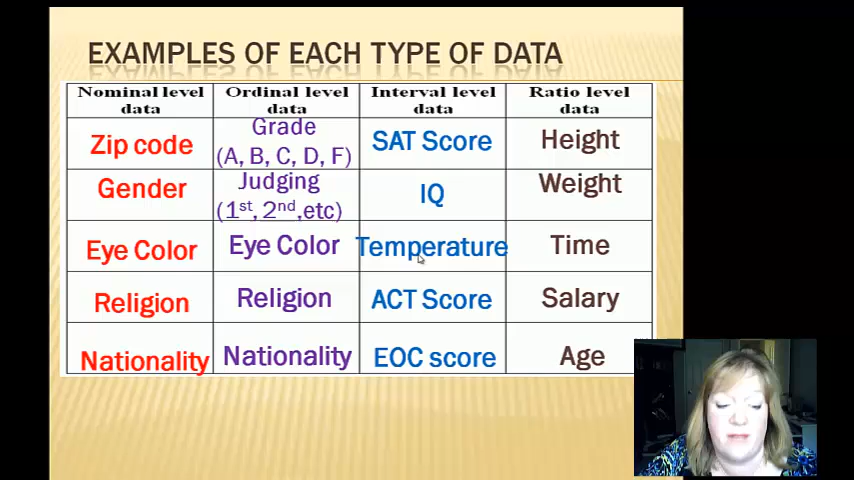 EXAMPLES OF EACH TYPE OF DATA
Nominal level data
Ordinal level data
Interval level data
Ratio level data
Zip code
Grade (A, B, C, D, F)
SAT Score
Height
Gender
Judging (1st, 2nd,etc)
IQ
Weight
Eye Color
Eye Color
Temperature
Time
Religion
Religion
ACT Score
Salary
Nationality
Nationality
EOC score
Age